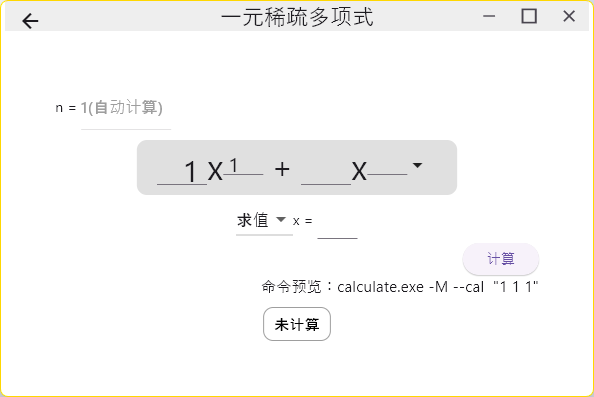 一元稀疏多项式
n = 1(自动计算)
1 X 1 + X
求值 x =
计算
命令预览：calculate.exe -M --cal "1 1 1"
未计算